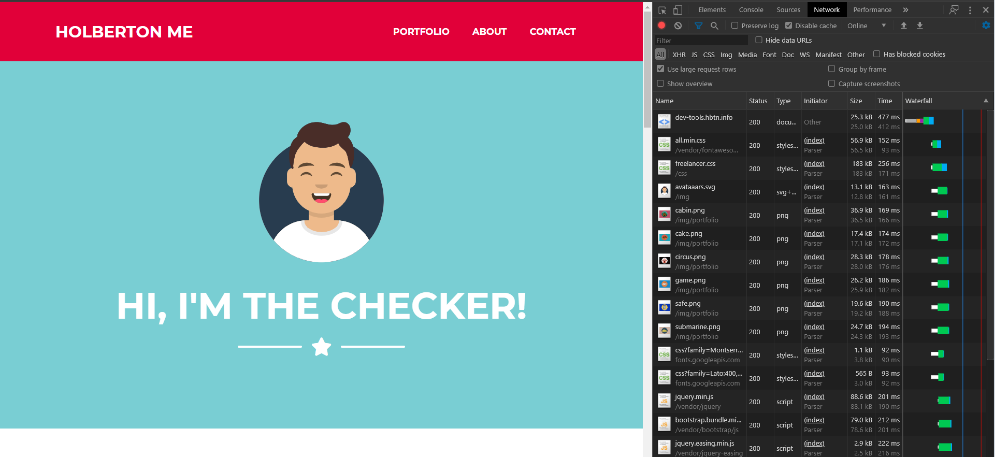 HOLBERTON ME
PORTFOLIO ABOUT CONTACT
HI, I'M THE CHECKER!
Elements Console Sources Network Performance »
Preserve log Disable cache Online
Filter Hide data URLs
All XHR JS CSS Img Media Font Doc WS Manifest Other Has blocked cookies
Use large request rows Group by frame
Show overview Capture screenshots
Name Status Type Initiator Size Time Waterfall
dev-tools.hbtn.info 200 docu... Other 25.3 kB 477 ms
25.0 kB 412 ms
all.min.css 200 styles... (index) 56.9 kB 152 ms
/vendor/fontaweso... Parser 56.5 kB 93 ms
freelancer.css 200 styles... (index) 183 kB 256 ms
/css Parser 183 kB 171 ms
avataaars.svg 200 svg+... (index) 13.1 kB 163 ms
/img Parser 12.8 kB 161 ms
cabin.png 200 png (index) 36.9 kB 169 ms
/img/portfolio Parser 36.5 kB 166 ms
cake.png 200 png (index) 17.4 kB 174 ms
/img/portfolio Parser 17.1 kB 172 ms
circus.png 200 png (index) 28.3 kB 178 ms
/img/portfolio Parser 28.0 kB 176 ms
game.png 200 png (index) 26.2 kB 186 ms
/img/portfolio Parser 25.9 kB 182 ms
safe.png 200 png (index) 19.6 kB 190 ms
/img/portfolio Parser 19.2 kB 188 ms
submarine.png 200 png (index) 24.7 kB 194 ms
/img/portfolio Parser 24.3 kB 193 ms
css?family=Montserr... 200 styles... (index) 1.1 kB 92 ms
fonts.googleapis.com Parser 3.8 kB 90 ms
css?family=Lato:400,... 200 styles... (index) 565 B 93 ms
fonts.googleapis.com Parser 3.0 kB 92 ms
jquery.min.js 200 script (index) 88.6 kB 201 ms
/vendor/jquery Parser 88.1 kB 190 ms
bootstrap.bundle.mi... 200 script (index) 79.0 kB 212 ms
/vendor/bootstrap/js Parser 78.6 kB 201 ms
jquery.easing.min.js 200 script (index) 2.9 kB 222 ms
/vendor/jquery-easing Parser 2.5 kB 216 ms